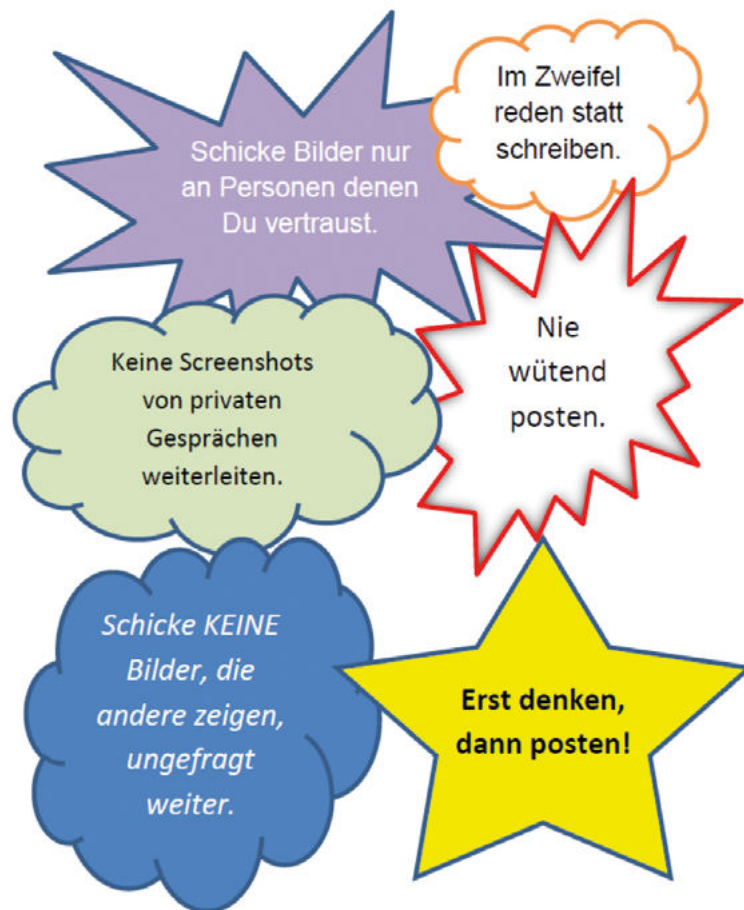 Schicke Bilder nur
an Personen denen
Du vertraust.
Im Zweifel
reden statt
schreiben.
Keine Screenshots
von privaten
Gesprächen
weiterleiten.
Nie
wütend
posten.
Schicke KEINE
Bilder, die
andere zeigen,
ungefragt
weiter.
Erst denken,
dann posten!